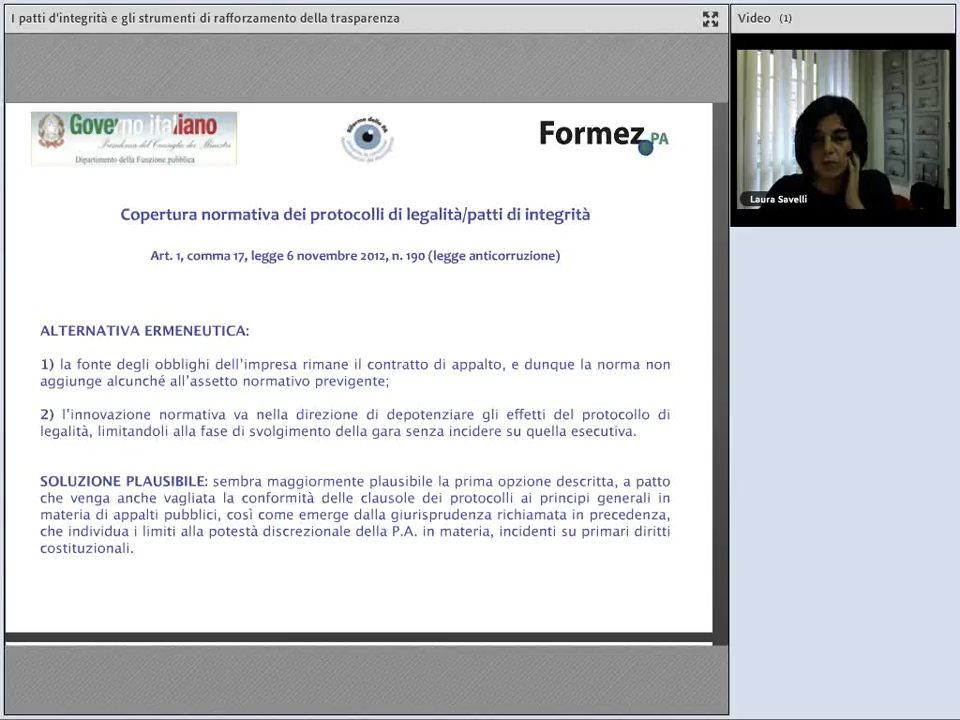 I patti d'integrità e gli strumenti di rafforzamento della trasparenza
Video (1)
Governo italiano
Presidenza del Consiglio dei Ministri
Dipartimento della Funzione pubblica
Formez PA
Laura Savelli
Copertura normativa dei protocolli di legalità/patti di integrità
Art. 1, comma 17, legge 6 novembre 2012, n. 190 (legge anticorruzione)
ALTERNATIVA ERMENEUTICA:
1) la fonte degli obblighi dell'impresa rimane il contratto di appalto, e dunque la norma non
aggiunge alcunché all'assetto normativo previgente;
2) l'innovazione normativa va nella direzione di depotenziare gli effetti del protocollo di
legalità, limitandoli alla fase di svolgimento della gara senza incidere su quella esecutiva.
SOLUZIONE PLAUSIBILE: sembra maggiormente plausibile la prima opzione descritta, a patto
che venga anche vagliata la conformità delle clausole dei protocolli ai principi generali in
materia di appalti pubblici, così come emerge dalla giurisprudenza richiamata in precedenza,
che individua i limiti alla potestà discrezionale della P.A. in materia, incidenti su primari diritti
costituzionali.